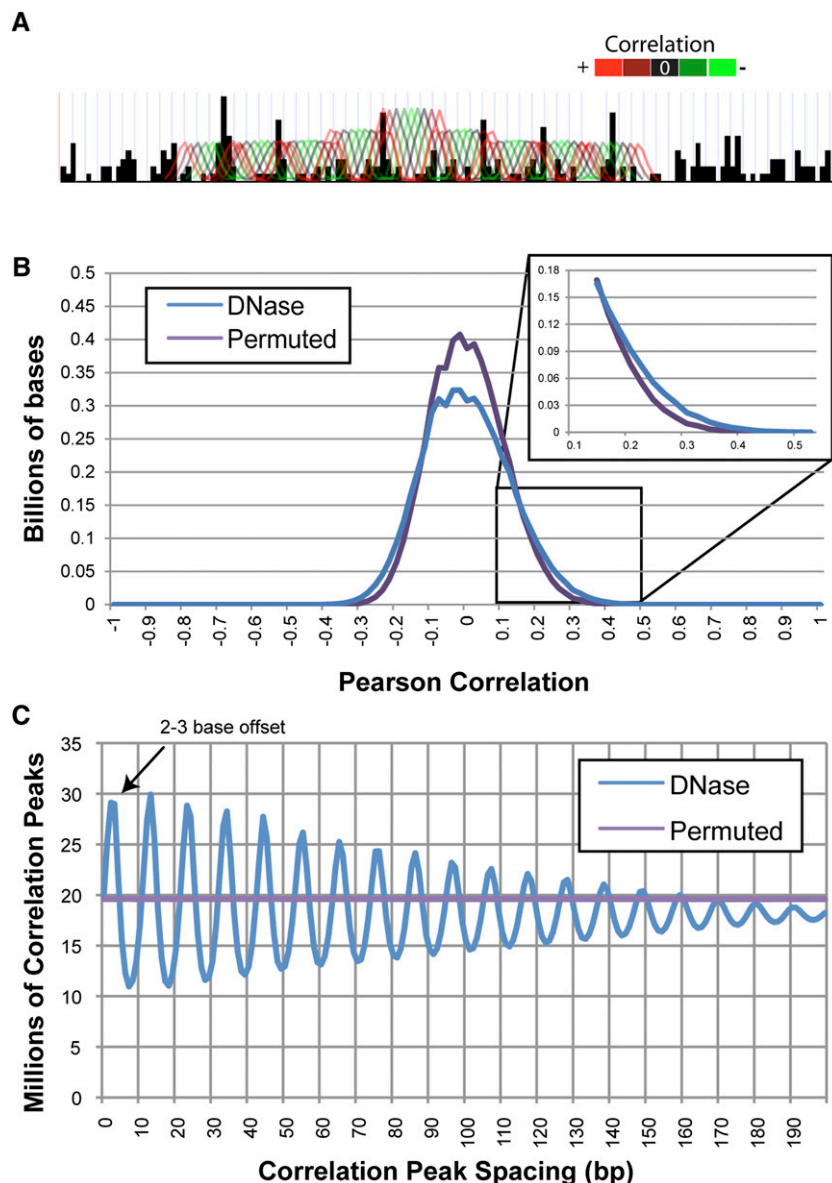 A
Correlation
+ 0 -
B
Billions of bases
0.5
0.45
0.4
0.35
0.3
0.25
0.2
0.15
0.1
0.05
0
DNase
Permuted
0.18
0.15
0.12
0.09
0.06
0.03
0
0.1 0.2 0.3 0.4 0.5
-1 -0.9 -0.8 -0.7 -0.6 -0.5 -0.4 -0.3 -0.2 -0.1 0 0.1 0.2 0.3 0.4 0.5 0.6 0.7 0.8 0.9 1
Pearson Correlation
C
2-3 base offset
Millions of Correlation Peaks
35
30
25
20
15
10
5
0
DNase
Permuted
0 10 20 30 40 50 60 70 80 90 100 110 120 130 140 150 160 170 180 190
Correlation Peak Spacing (bp)